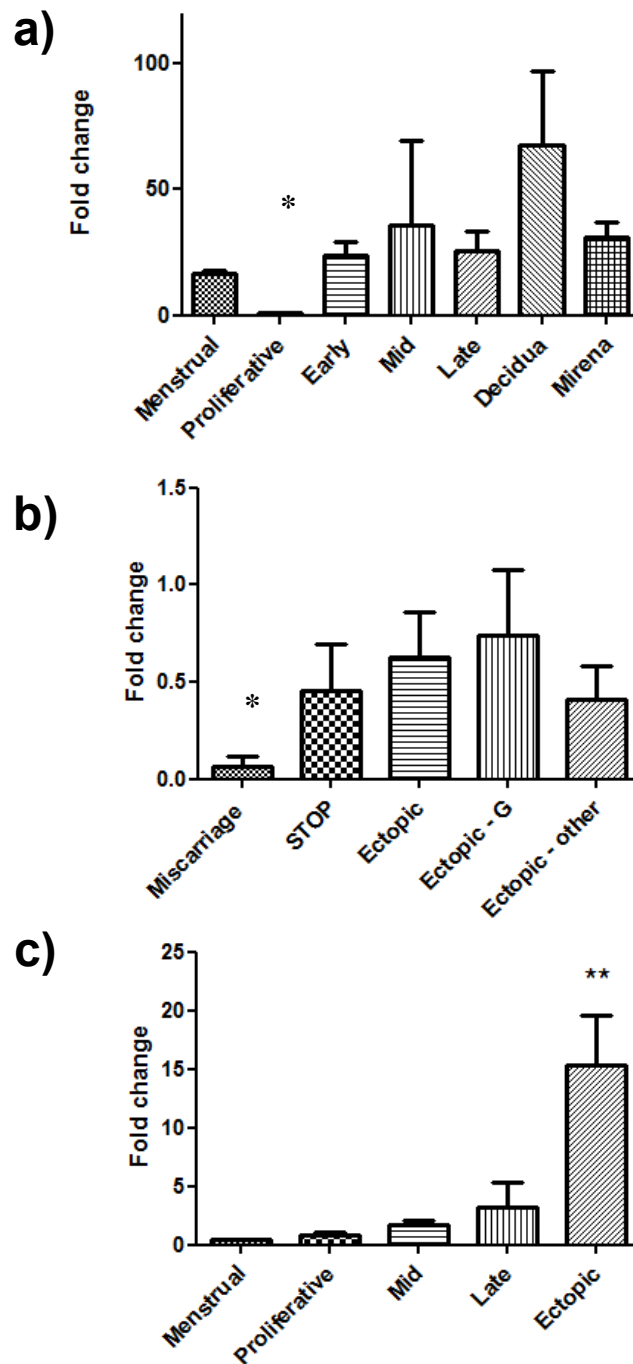 a)
Fold change
100
50
0
*
Menstrual
Proliferative
Early
Mid
Late
Decidua
Mirena
b)
Fold change
1.5
1.0
0.5
0.0
*
Miscarriage
STOP
Ectopic
Ectopic - G
Ectopic - other
c)
Fold change
25
20
15
10
5
0
**
Menstrual
Proliferative
Mid
Late
Ectopic